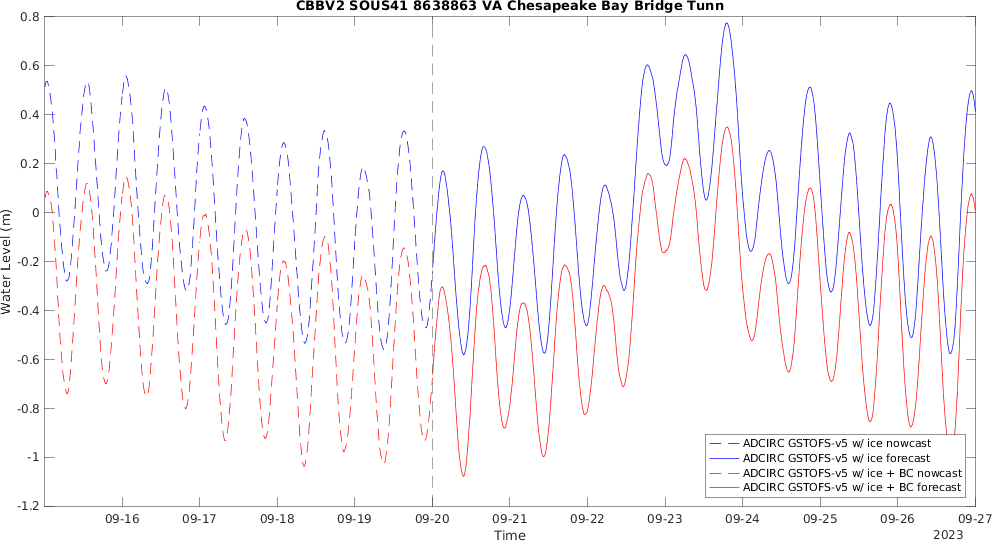 CBBV2 SOUS41 8638863 VA Chesapeake Bay Bridge Tunn
0.8
0.6
0.4
0.2
0
-0.2
-0.4
-0.6
-0.8
-1
-1.2
Water Level (m)
ADCIRC GSTOFS-v5 w/ ice nowcast
ADCIRC GSTOFS-v5 w/ ice forecast
ADCIRC GSTOFS-v5 w/ ice + BC nowcast
ADCIRC GSTOFS-v5 w/ ice + BC forecast
09-16 09-17 09-18 09-19 09-20 09-21 09-22 09-23 09-24 09-25 09-26 09-27
Time
2023